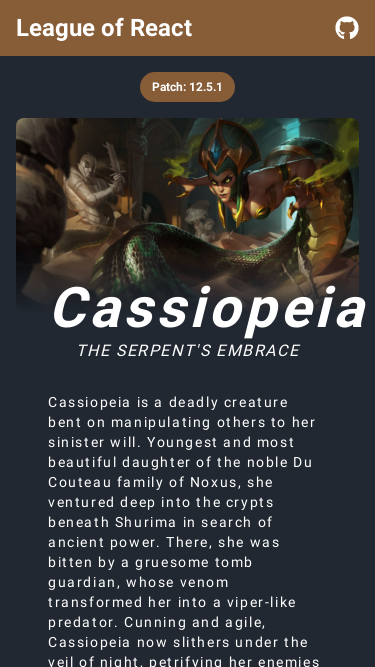 League of React
Patch: 12.5.1
Cassiopeia
THE SERPENT'S EMBRACE
Cassiopeia is a deadly creature
bent on manipulating others to her
sinister will. Youngest and most
beautiful daughter of the noble Du
Couteau family of Noxus, she
ventured deep into the crypts
beneath Shurima in search of
ancient power. There, she was
bitten by a gruesome tomb
guardian, whose venom
transformed her into a viper-like
predator. Cunning and agile,
Cassiopeia now slithers under the
veil of night, petrifying her enemies